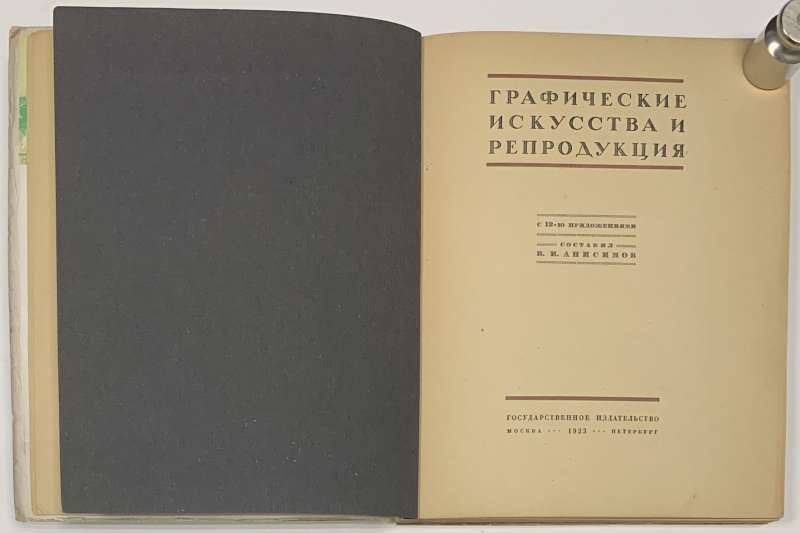 ГРАФИЧЕСКИЕ
ИСКУССТВА И
РЕПРОДУКЦИЯ
С 12-Ю ПРИЛОЖЕНИЯМИ
СОСТАВИЛ
В. И. АНИСИМОВ
ГОСУДАРСТВЕННОЕ ИЗДАТЕЛЬСТВО
МОСКВА ··· 1923 ··· ПЕТЕРБУРГ